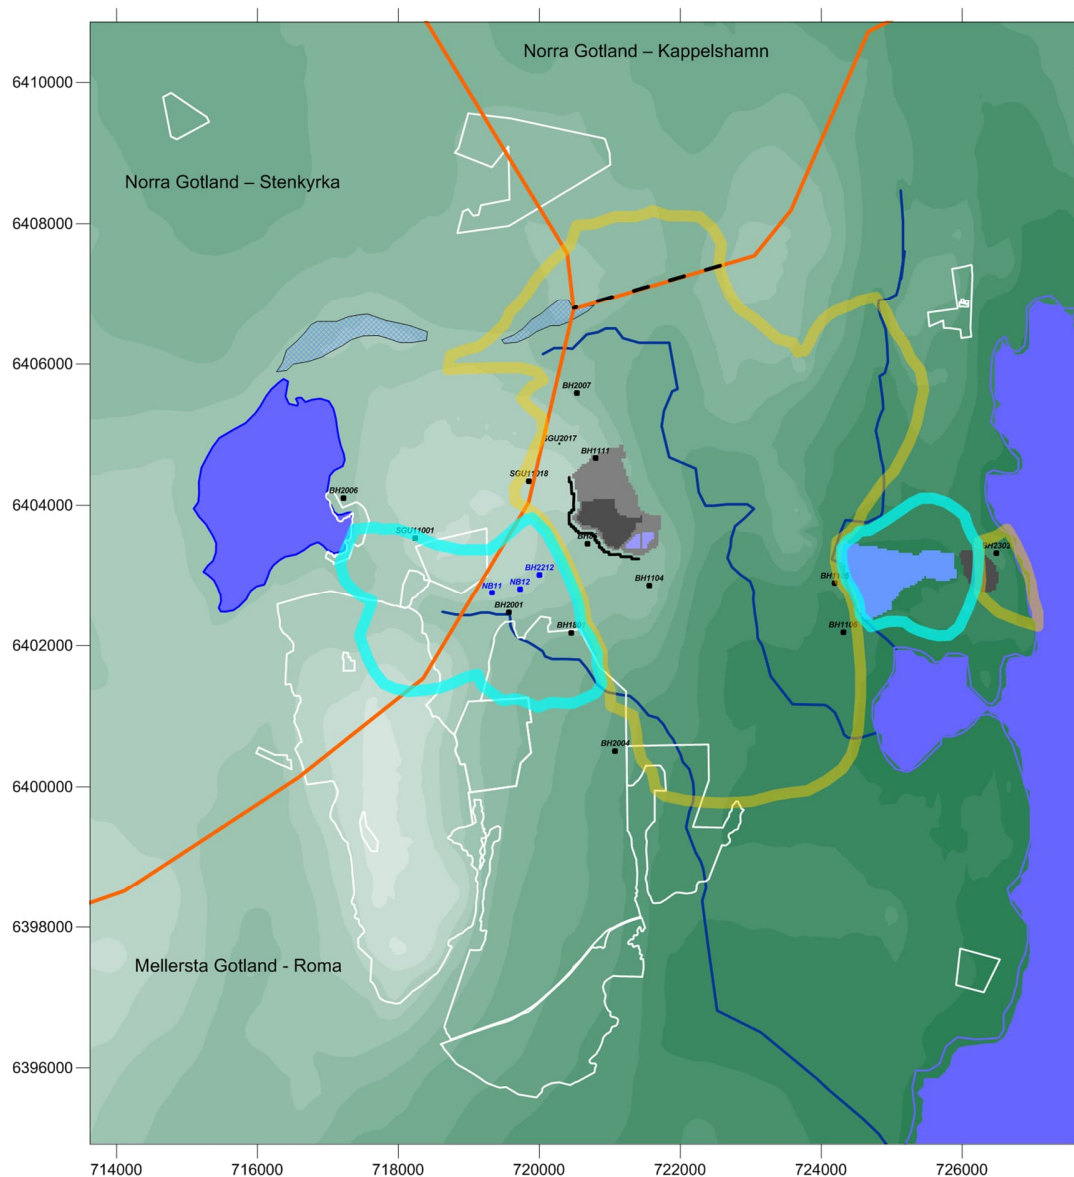 Norra Gotland – Kappelshamn
6410000
Norra Gotland – Stenkyrka
6408000
6406000
BH2007
SGU2017
BH1111
SGU11018
BH2006
6404000
SGU11001
BH2302
BH2212
NB11
NB12
BH1104
BH2001
BH1801
BH1106
6402000
BH2004
6400000
6398000
Mellersta Gotland - Roma
6396000
714000 716000 718000 720000 722000 724000 726000